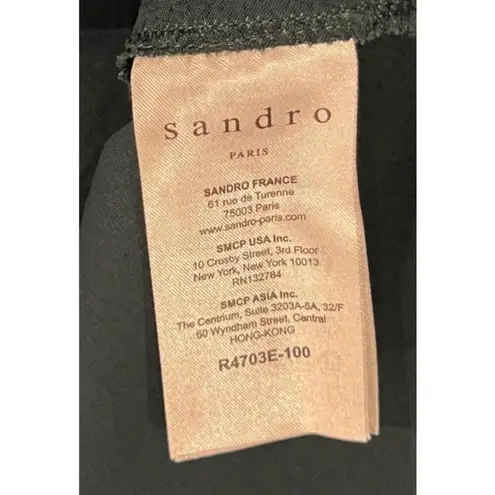 sandro
PARIS
SANDRO FRANCE
61 rue de Turenne
75003 Paris
www.sandro-paris.com
SMCP USA Inc.
10 Crosby Street, 3rd Floor
New York, New York 10013
RN132784
SMCP ASIA Inc.
The Centrium, Suite 3203A-5A, 32/F
60 Wyndham Street, Central
HONG-KONG
R4703E-100